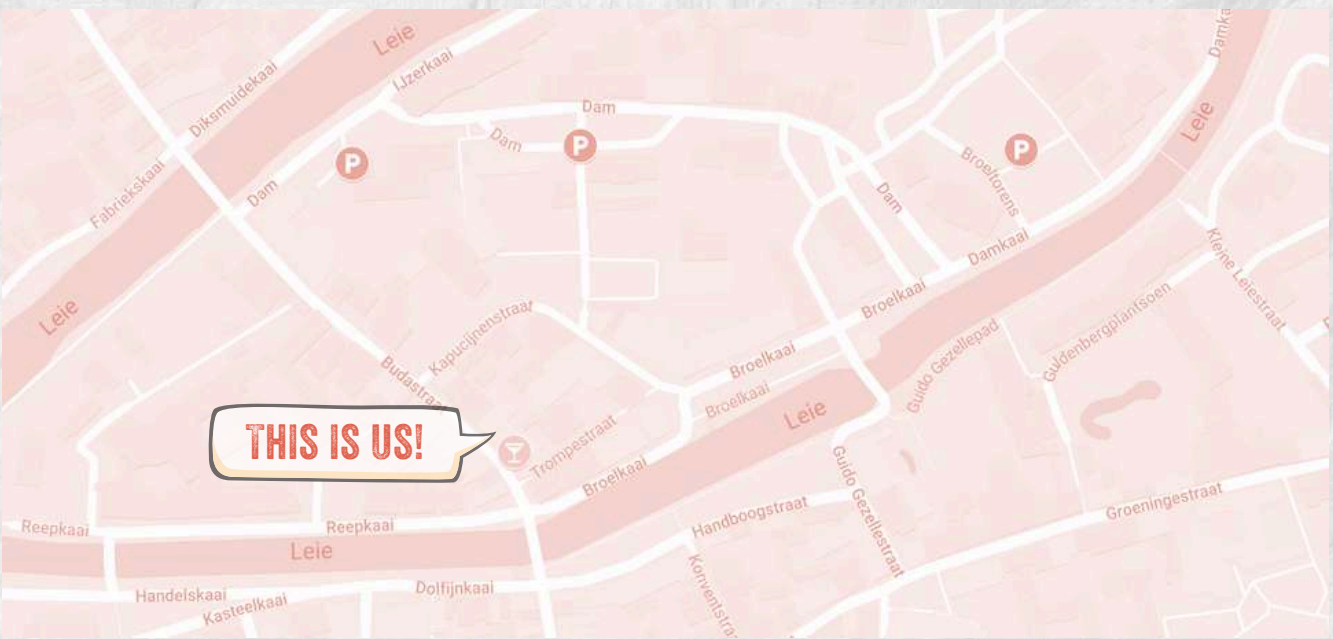 Leie
IJzerkaai
Damka
Diksmuidekaai
Dam
P
P
P
Dam
Leie
Broeltorens
Fabriekskaai
Dam
Dam
Damkaai
Kleine Leiestraat
Leie
Broelkaai
Guldenbergplantsoen
Kapucijnenstraat
Guido Gezellepad
Budastraat
Broelkaai
Broelkaai
Leie
THIS IS US!
Trompestraat
Broelkaai
Guido Gezellestraat
Groeningestraat
Handboogstraat
Reepkaai
Reepkaai
Leie
Konventstra
Dolfijnkaai
Handelskaai
Kasteelkaai